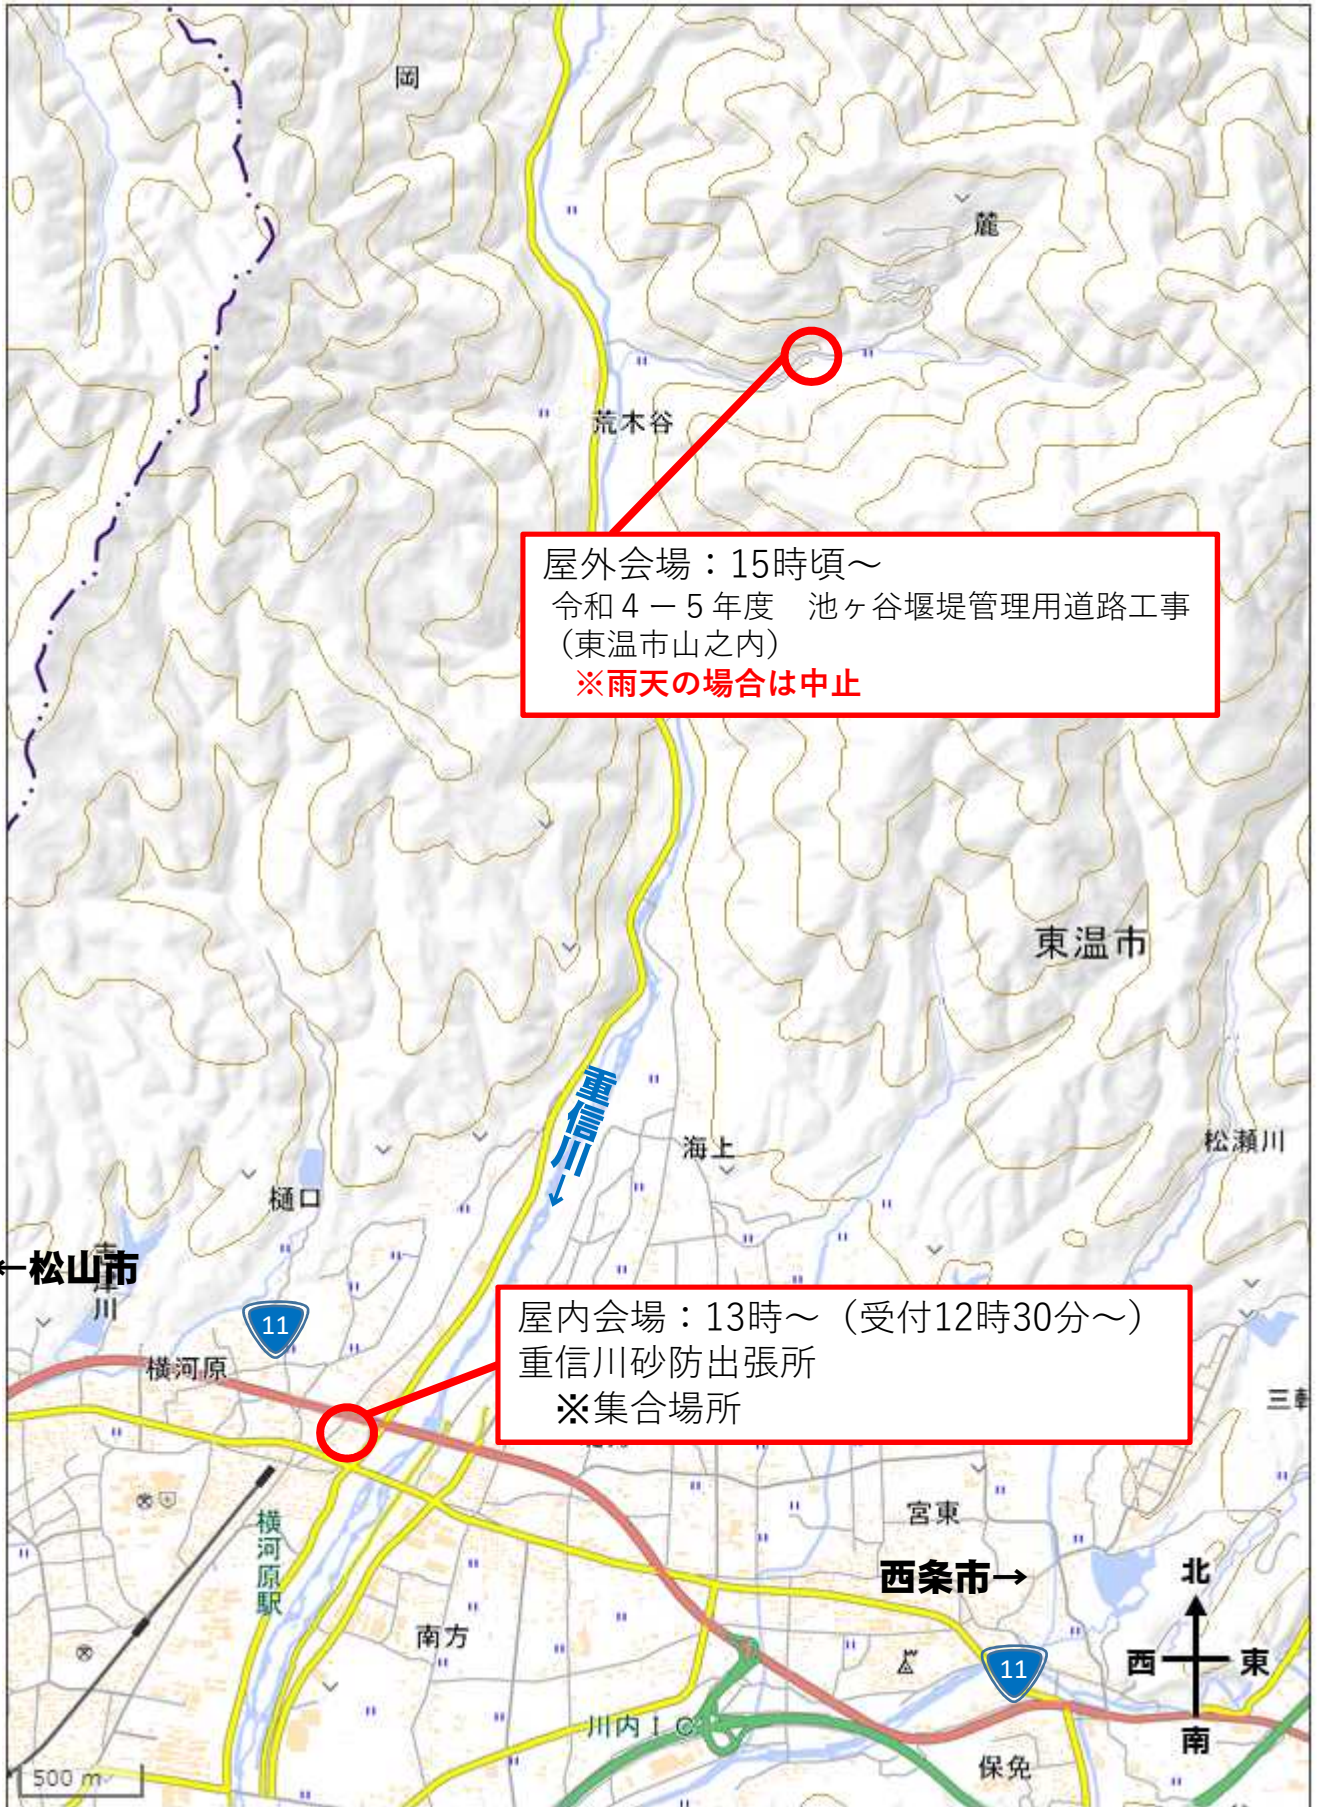 岡
麓
荒木谷
屋外会場：15時頃～
令和４－５年度　池ヶ谷堰堤管理用道路工事
（東温市山之内）
※雨天の場合は中止
東温市
重信川→
海上
松瀬川
樋口
←松山市
11
屋内会場：13時～（受付12時30分～）
重信川砂防出張所
※集合場所
横河原
横河原駅
宮東
西条市→
北
西
東
南
南方
11
川内ＩＣ
保免
500 m